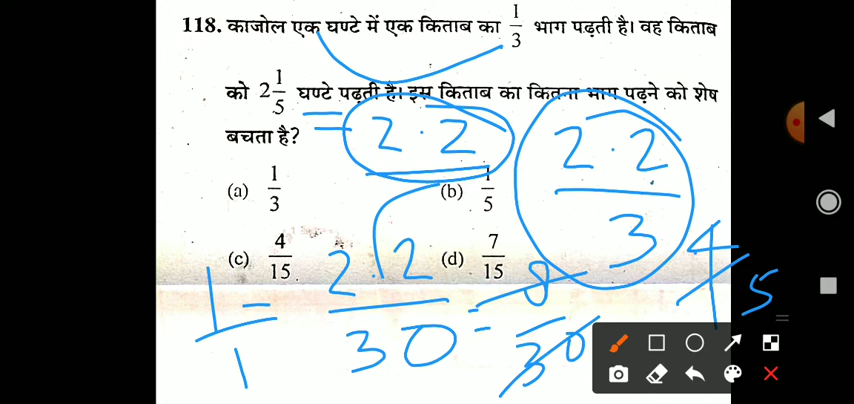 118. काजोल एक घण्टे में एक किताब का 1/3 भाग पढ़ती है। वह किताब
को 2 1/5 घण्टे पढ़ती है। इस किताब का कितना भाग पढ़ने को शेष
बचता है?
= 2.2
2.2/3
(a) 1/3 (b) 1/5
(c) 4/15 (d) 7/15
1/1 - 2.2/30 = 8/30
4/15